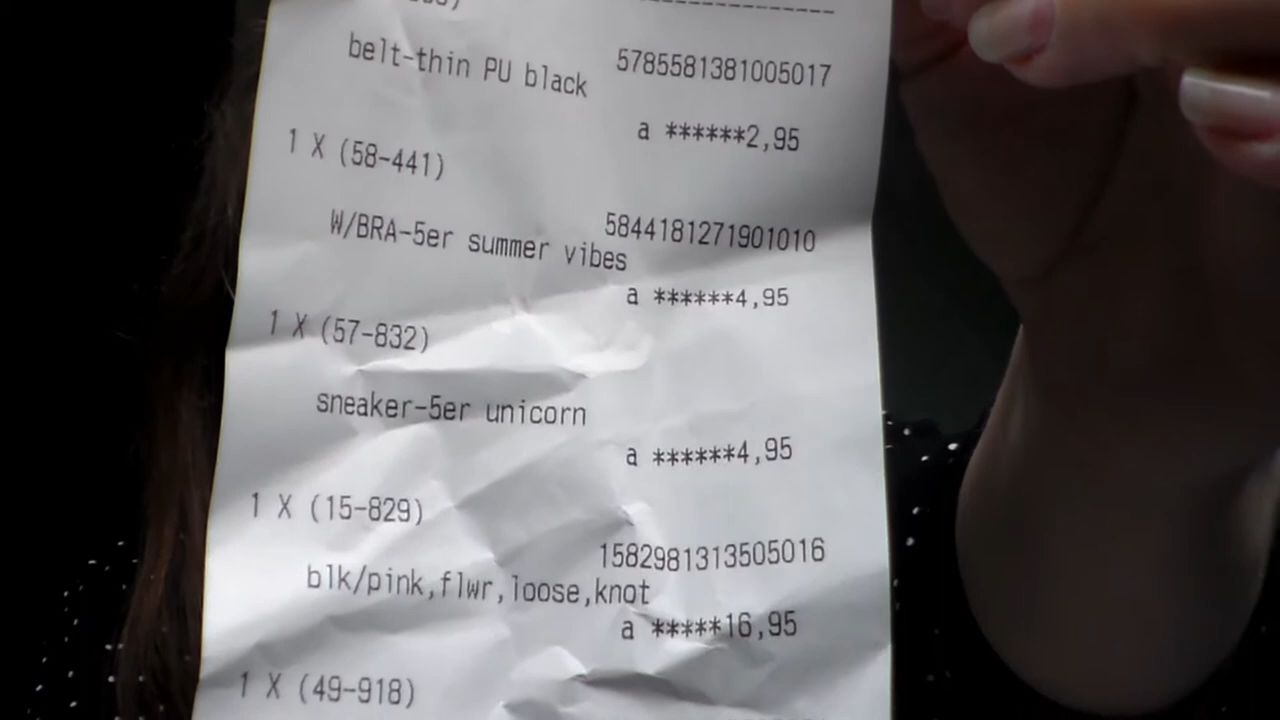 belt-thin PU black 5785581381005017
a ******2,95
1 X (58-441)
W/BRA-5er summer vibes 5844181271901010
a ******4,95
1 X (57-832)
sneaker-5er unicorn
a ******4,95
1 X (15-829)
1582981313505016
blk/pink,flwr,loose,knot
a *****16,95
1 X (49-918)